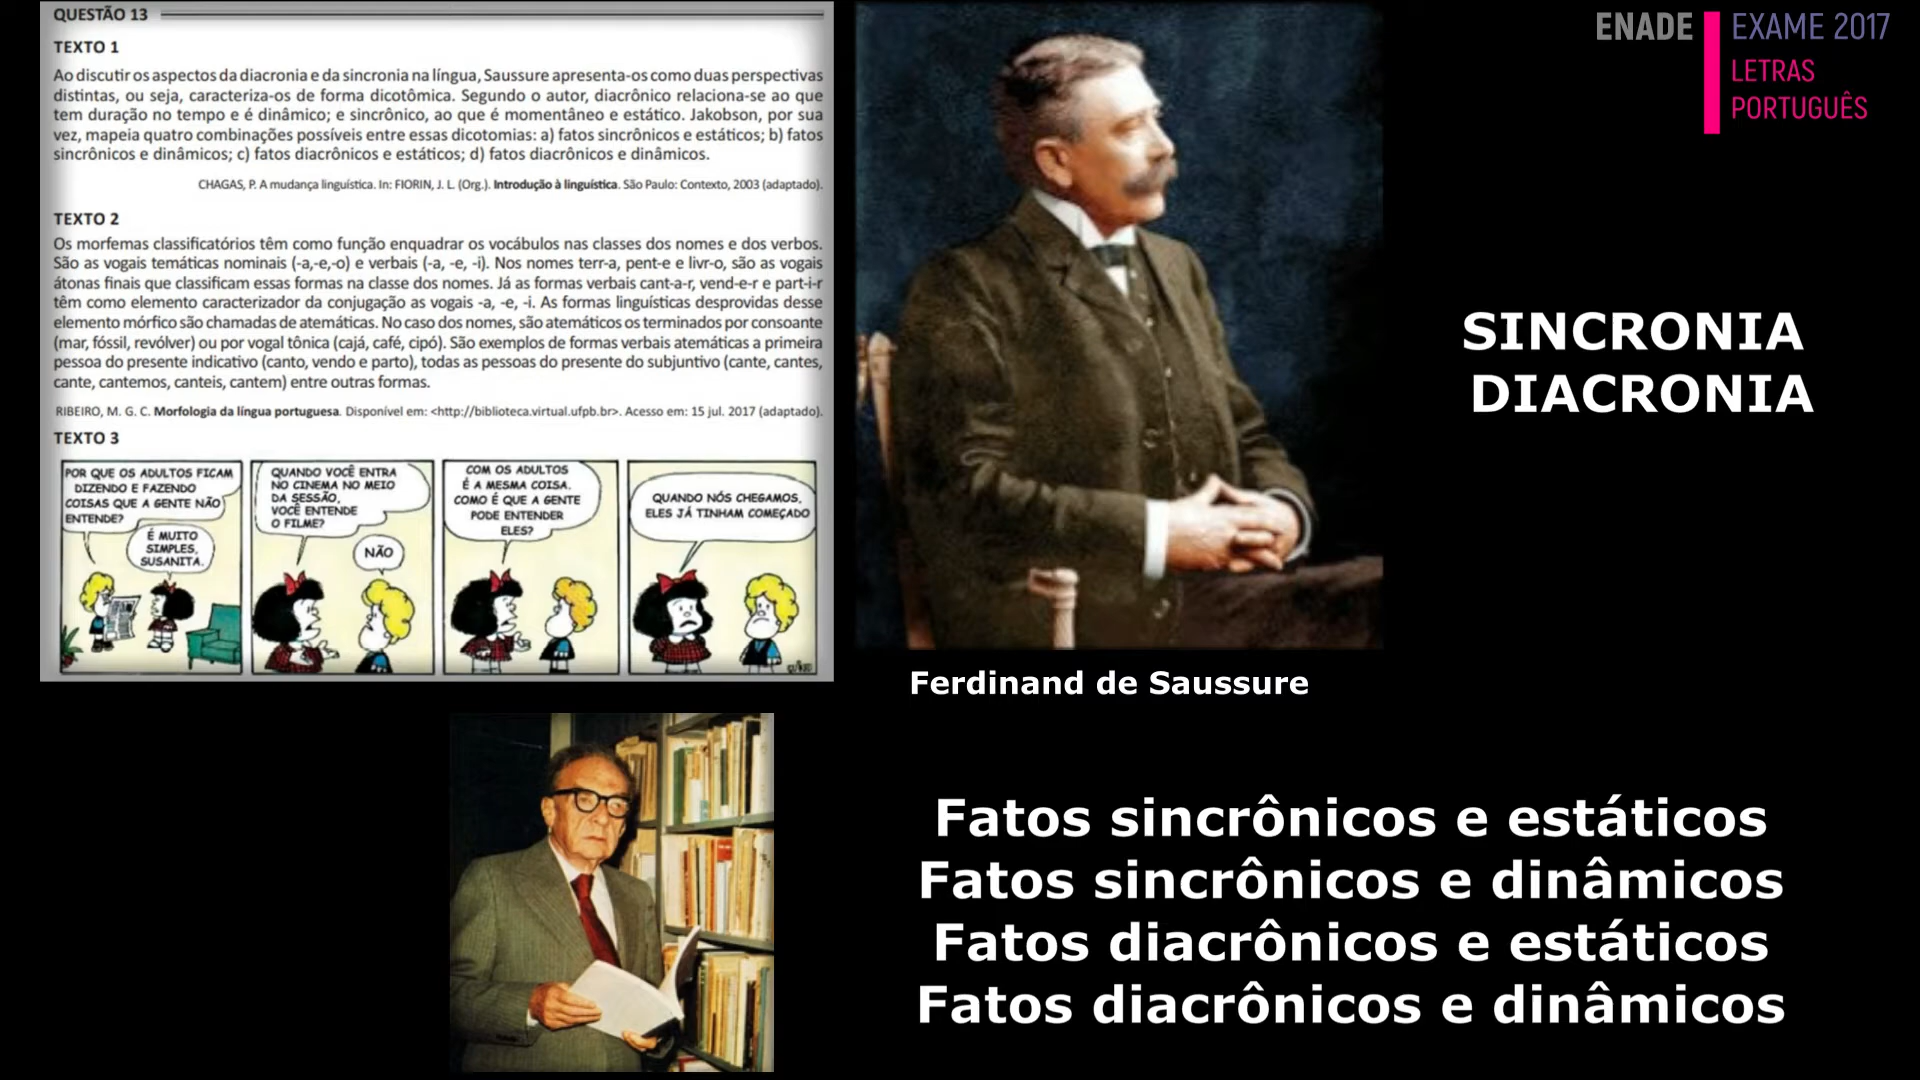 QUESTÃO 13
TEXTO 1
Ao discutir os aspectos da diacronia e da sincronia na língua, Saussure apresenta-os como duas perspectivas
distintas, ou seja, caracteriza-os de forma dicotômica. Segundo o autor, diacrônico relaciona-se ao que
tem duração no tempo e é dinâmico; e sincrônico, ao que é momentâneo e estático. Jakobson, por sua
vez, mapeia quatro combinações possíveis entre essas dicotomias: a) fatos sincrônicos e estáticos; b) fatos
sincrônicos e dinâmicos; c) fatos diacrônicos e estáticos; d) fatos diacrônicos e dinâmicos.
CHAGAS, P. A mudança linguística. In: FIORIN, J. L. (Org.). Introdução à linguística. São Paulo: Contexto, 2003 (adaptado).
TEXTO 2
Os morfemas classificatórios têm como função enquadrar os vocábulos nas classes dos nomes e dos verbos.
São as vogais temáticas nominais (-a,-e,-o) e verbais (-a, -e, -i). Nos nomes terr-a, pent-e e livr-o, são as vogais
átonas finais que classificam essas formas na classe dos nomes. Já as formas verbais cant-a-r, vend-e-r e part-i-r
têm como elemento caracterizador da conjugação as vogais -a, -e, -i. As formas linguísticas desprovidas desse
elemento mórfico são chamadas de atemáticas. No caso dos nomes, são atemáticos os terminados por consoante
(mar, fóssil, revólver) ou por vogal tônica (cajá, café, cipó). São exemplos de formas verbais atemáticas a primeira
pessoa do presente indicativo (canto, vendo e parto), todas as pessoas do presente do subjuntivo (cante, cantes,
cante, cantemos, canteis, cantem) entre outras formas.
RIBEIRO, M. G. C. Morfologia da língua portuguesa. Disponível em: <http://biblioteca.virtual.ufpb.br>. Acesso em: 15 jul. 2017 (adaptado).
TEXTO 3
POR QUE OS ADULTOS FICAM
DIZENDO E FAZENDO
COISAS QUE A GENTE NÃO
ENTENDE?
É MUITO
SIMPLES,
SUSANITA.
QUANDO VOCÊ ENTRA
NO CINEMA NO MEIO
DA SESSÃO,
VOCÊ ENTENDE
O FILME?
NÃO
COM OS ADULTOS
É A MESMA COISA.
COMO É QUE A GENTE
PODE ENTENDER
ELES?
QUANDO NÓS CHEGAMOS,
ELES JÁ TINHAM COMEÇADO
ENADE
EXAME 2017
LETRAS
PORTUGUÊS
SINCRONIA
DIACRONIA
Ferdinand de Saussure
Fatos sincrônicos e estáticos
Fatos sincrônicos e dinâmicos
Fatos diacrônicos e estáticos
Fatos diacrônicos e dinâmicos